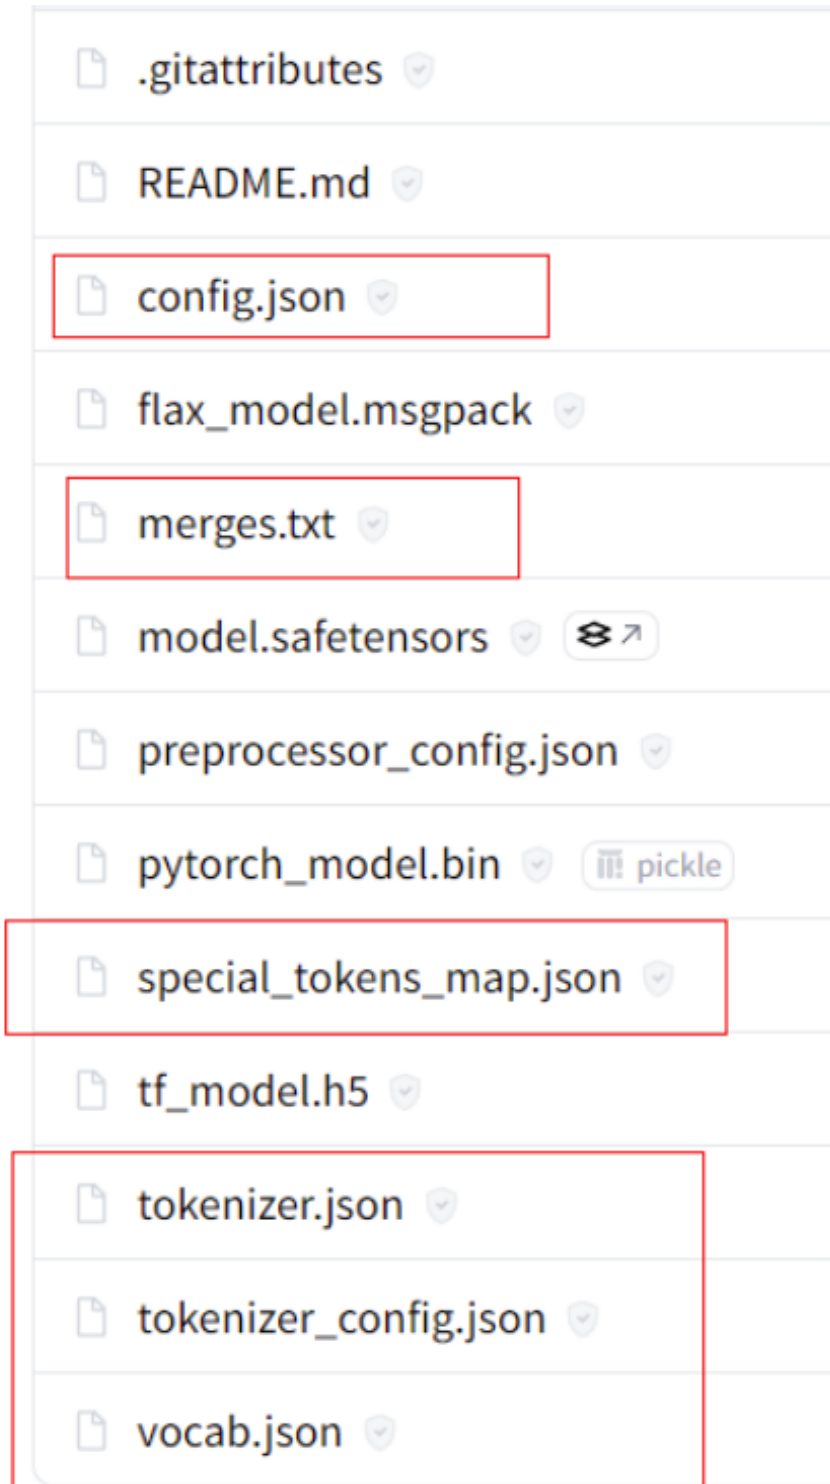 .gitattributes
README.md
config.json
flax_model.msgpack
merges.txt
model.safetensors
preprocessor_config.json
pytorch_model.bin pickle
special_tokens_map.json
tf_model.h5
tokenizer.json
tokenizer_config.json
vocab.json